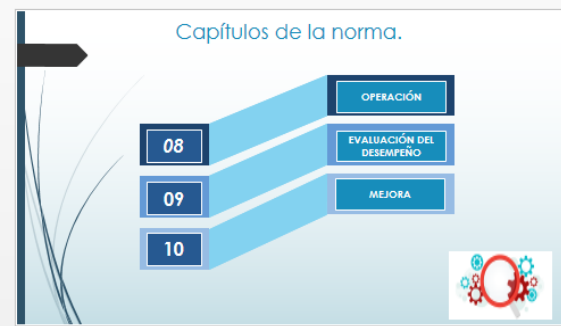 Capítulos de la norma.
08
OPERACIÓN
09
EVALUACIÓN DEL
DESEMPEÑO
10
MEJORA